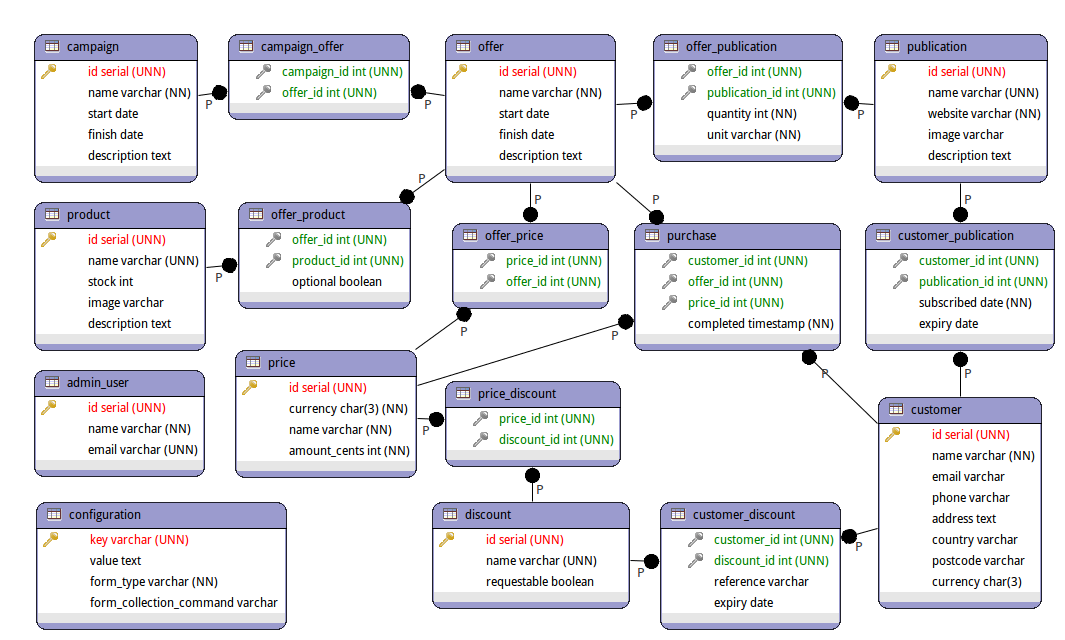 campaign
id serial (UNN)
name varchar (NN)
start date
finish date
description text
P
campaign_offer
campaign_id int (UNN)
offer_id int (UNN)
P
offer
id serial (UNN)
name varchar (NN)
start date
finish date
description text
P
offer_publication
offer_id int (UNN)
publication_id int (UNN)
quantity int (NN)
unit varchar (NN)
P
publication
id serial (UNN)
name varchar (UNN)
website varchar (NN)
image varchar
description text
P
P
P
P
product
id serial (UNN)
name varchar (UNN)
stock int
image varchar
description text
P
offer_product
offer_id int (UNN)
product_id int (UNN)
optional boolean
offer_price
price_id int (UNN)
offer_id int (UNN)
P
purchase
customer_id int (UNN)
offer_id int (UNN)
price_id int (UNN)
completed timestamp (NN)
P
customer_publication
customer_id int (UNN)
publication_id int (UNN)
subscribed date (NN)
expiry date
P
P
admin_user
id serial (UNN)
name varchar (NN)
email varchar (UNN)
price
id serial (UNN)
currency char(3) (NN)
name varchar (NN)
amount_cents int (NN)
P
price_discount
price_id int (UNN)
discount_id int (UNN)
P
customer
id serial (UNN)
name varchar (NN)
email varchar
phone varchar
address text
country varchar
postcode varchar
currency char(3)
P
configuration
key varchar (UNN)
value text
form_type varchar (NN)
form_collection_command varchar
discount
id serial (UNN)
name varchar (UNN)
requestable boolean
P
customer_discount
customer_id int (UNN)
discount_id int (UNN)
reference varchar
expiry date